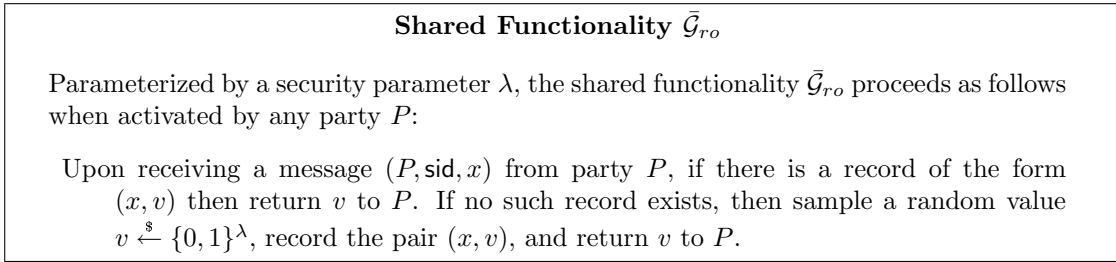 Shared Functionality 𝒢̄_ro
Parameterized by a security parameter λ, the shared functionality 𝒢̄_ro proceeds as follows
when activated by any party P:
Upon receiving a message (P, sid, x) from party P, if there is a record of the form
(x, v) then return v to P. If no such record exists, then sample a random value
v ←$ {0, 1}^λ, record the pair (x, v), and return v to P.